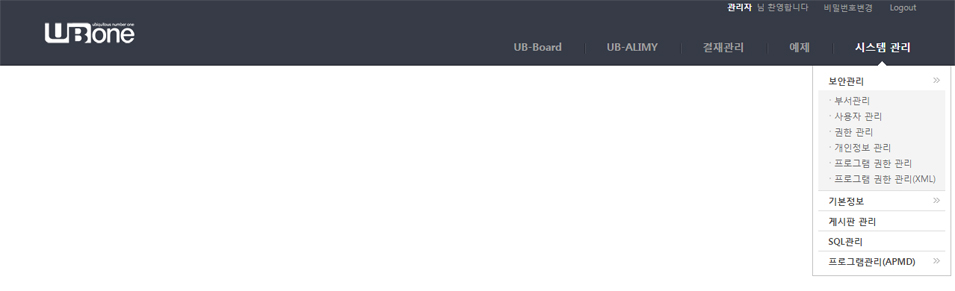 관리자 님 환영합니다 비밀번호변경 Logout
ubiquitous number one
UBone
UB-Board UB-ALIMY 결재관리 예제 시스템 관리
보안관리 »
· 부서관리
· 사용자 관리
· 권한 관리
· 개인정보 관리
· 프로그램 권한 관리
· 프로그램 권한 관리(XML)
기본정보 »
게시판 관리
SQL관리
프로그램관리(APMD) »